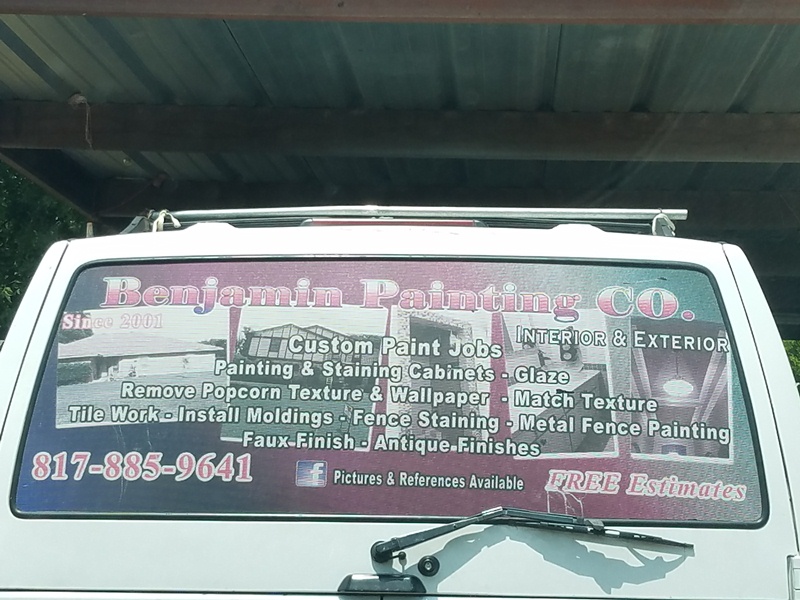 Benjamin Painting CO.
Since 2001
INTERIOR & EXTERIOR
Custom Paint Jobs
Painting & Staining Cabinets - Glaze
Remove Popcorn Texture & Wallpaper - Match Texture
Tile Work - Install Moldings - Fence Staining - Metal Fence Painting
Faux Finish - Antique Finishes
817-885-9641
f Pictures & References Available
FREE Estimates